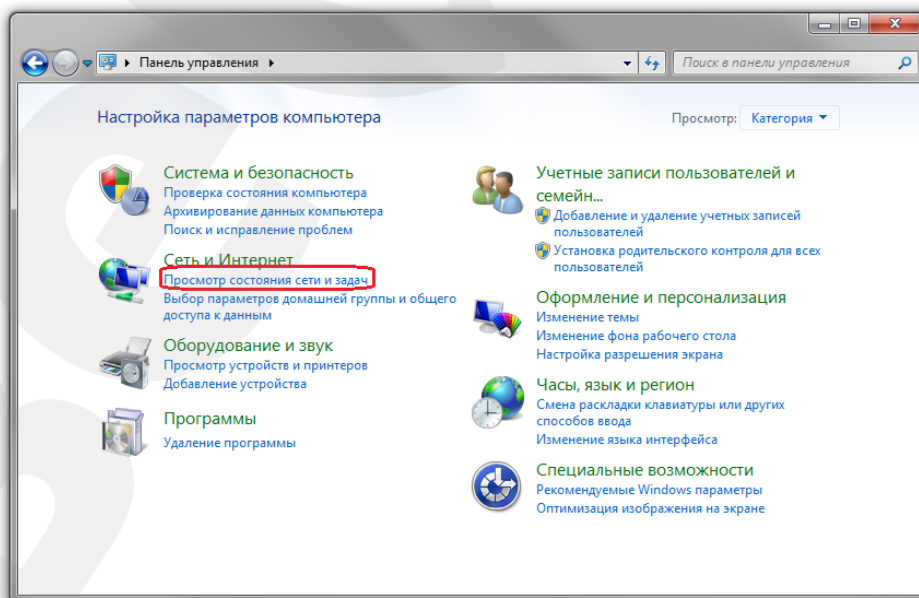 Панель управления
Поиск в панели управления
Настройка параметров компьютера
Просмотр: Категория
Система и безопасность
Проверка состояния компьютера
Архивирование данных компьютера
Поиск и исправление проблем
Сеть и Интернет
Просмотр состояния сети и задач
Выбор параметров домашней группы и общего
доступа к данным
Оборудование и звук
Просмотр устройств и принтеров
Добавление устройства
Программы
Удаление программы
Учетные записи пользователей и
семейн...
Добавление и удаление учетных записей
пользователей
Установка родительского контроля для всех
пользователей
Оформление и персонализация
Изменение темы
Изменение фона рабочего стола
Настройка разрешения экрана
Часы, язык и регион
Смена раскладки клавиатуры или других
способов ввода
Изменение языка интерфейса
Специальные возможности
Рекомендуемые Windows параметры
Оптимизация изображения на экране